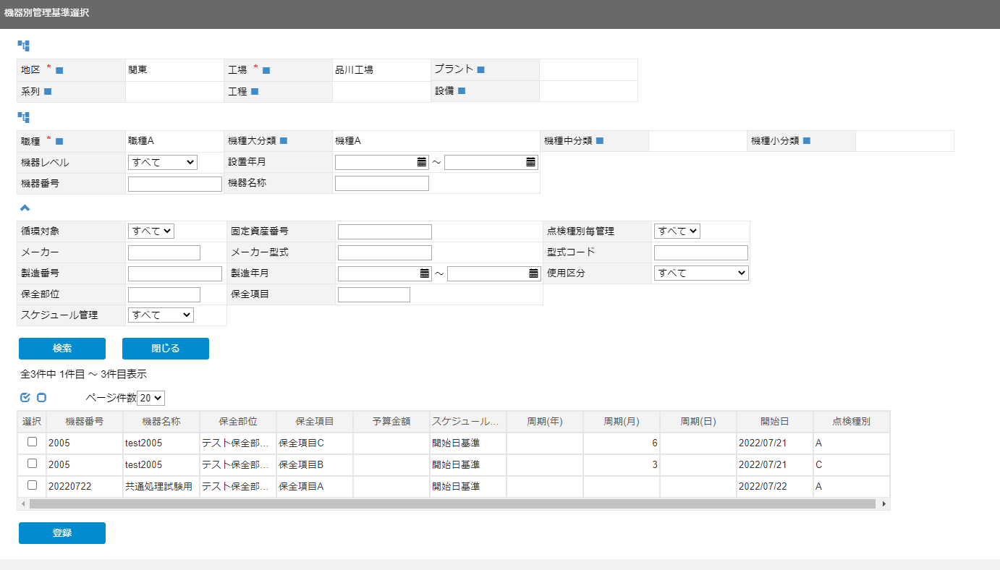 機器別管理基準選択
地区 * 関東 工場 * 品川工場 プラント
系列 工程 設備
職種 * 職種A 機種大分類 機種A 機種中分類 機種小分類
機器レベル すべて 設置年月 ～
機器番号 機器名称
循環対象 すべて 固定資産番号 点検種別毎管理 すべて
メーカー メーカー型式 型式コード
製造番号 製造年月 ～ 使用区分 すべて
保全部位 保全項目
スケジュール管理 すべて
検索 閉じる
全3件中 1件目 ～ 3件目表示
ページ件数 20
選択 機器番号 機器名称 保全部位 保全項目 予算金額 スケジュール... 周期(年) 周期(月) 周期(日) 開始日 点検種別
2005 test2005 テスト保全部... 保全項目C 開始日基準 6 2022/07/21 A
2005 test2005 テスト保全部... 保全項目B 開始日基準 3 2022/07/21 C
20220722 共通処理試験用 テスト保全部... 保全項目A 開始日基準 2022/07/22 A
登録